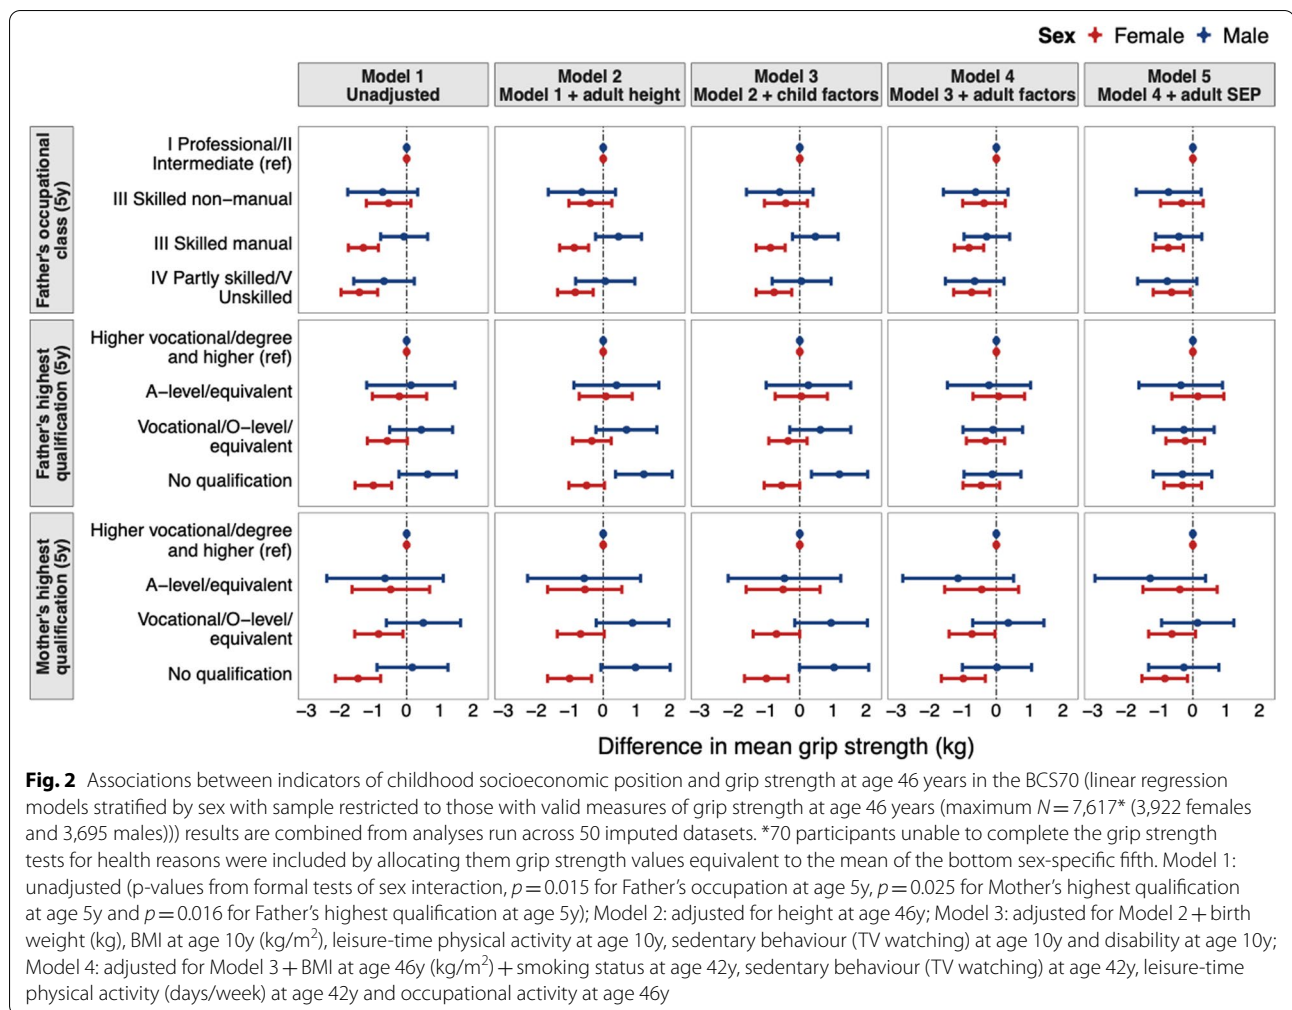 Sex Female Male
Model 1
Unadjusted
Model 2
Model 1 + adult height
Model 3
Model 2 + child factors
Model 4
Model 3 + adult factors
Model 5
Model 4 + adult SEP
Father's occupational
class (5y)
I Professional/II
Intermediate (ref)
III Skilled non−manual
III Skilled manual
IV Partly skilled/V
Unskilled
Father's highest
qualification (5y)
Higher vocational/degree
and higher (ref)
A−level/equivalent
Vocational/O−level/
equivalent
No qualification
Mother's highest
qualification (5y)
Higher vocational/degree
and higher (ref)
A−level/equivalent
Vocational/O−level/
equivalent
No qualification
−3 −2 −1 0 1 2 −3 −2 −1 0 1 2 −3 −2 −1 0 1 2 −3 −2 −1 0 1 2 −3 −2 −1 0 1 2
Difference in mean grip strength (kg)
Fig. 2 Associations between indicators of childhood socioeconomic position and grip strength at age 46 years in the BCS70 (linear regression
models stratified by sex with sample restricted to those with valid measures of grip strength at age 46 years (maximum N = 7,617* (3,922 females
and 3,695 males))) results are combined from analyses run across 50 imputed datasets. *70 participants unable to complete the grip strength
tests for health reasons were included by allocating them grip strength values equivalent to the mean of the bottom sex-specific fifth. Model 1:
unadjusted (p-values from formal tests of sex interaction, p = 0.015 for Father's occupation at age 5y, p = 0.025 for Mother's highest qualification
at age 5y and p = 0.016 for Father's highest qualification at age 5y); Model 2: adjusted for height at age 46y; Model 3: adjusted for Model 2 + birth
weight (kg), BMI at age 10y (kg/m²), leisure-time physical activity at age 10y, sedentary behaviour (TV watching) at age 10y and disability at age 10y;
Model 4: adjusted for Model 3 + BMI at age 46y (kg/m²) + smoking status at age 42y, sedentary behaviour (TV watching) at age 42y, leisure-time
physical activity (days/week) at age 42y and occupational activity at age 46y